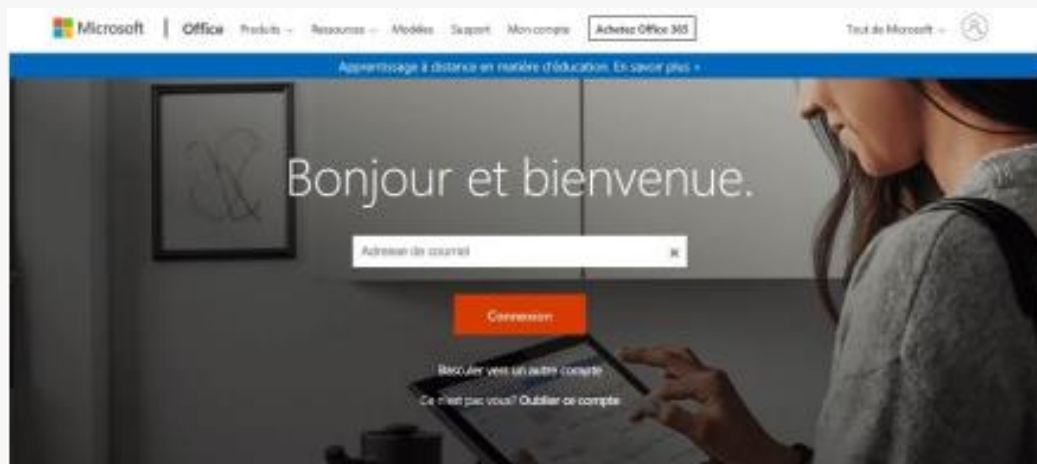 Microsoft | Office Produits Ressources Modèles Support Mon compte Achetez Office 365 Tout de Microsoft
Apprentissage à distance en matière d'éducation. En savoir plus >
Bonjour et bienvenue.
Adresse de courriel
Connexion
Basculer vers un autre compte
Ce n'est pas vous? Oublier ce compte